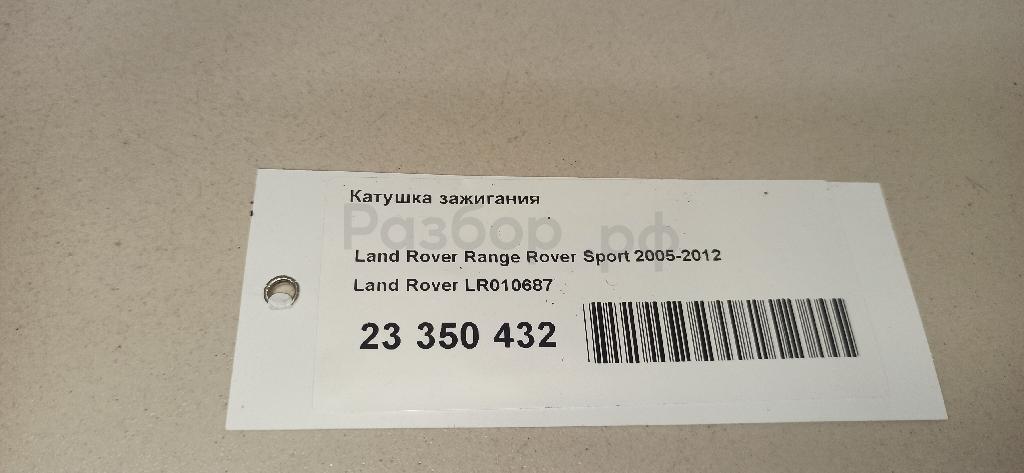 Катушка зажигания
Разбор.рф
Land Rover Range Rover Sport 2005-2012
Land Rover LR010687
23 350 432